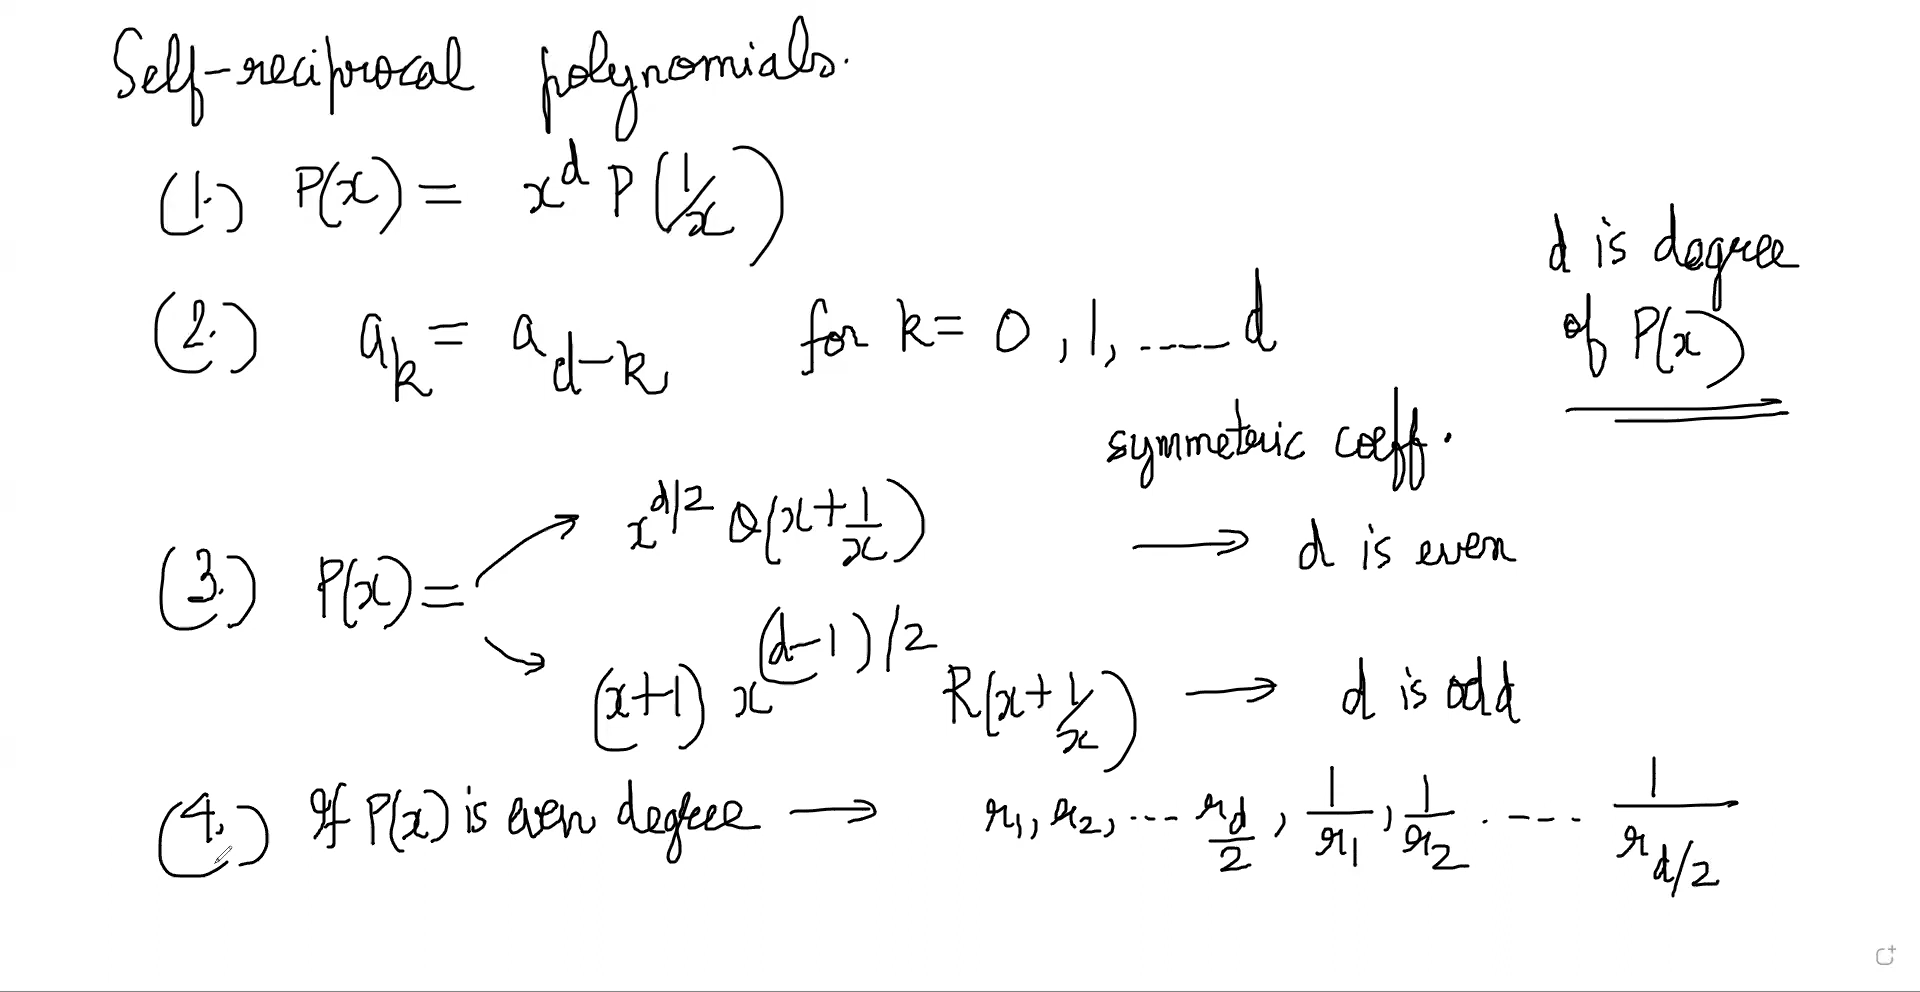 Self-reciprocal polynomials.
(1.) P(x) = x^d P(1/x)
d is degree
of P(x)
(2.) a_k = a_{d-k} for k = 0, 1, ..... d
symmeteric coeff.
(3.) P(x) = ↗ x^{d/2} Q(x + 1/x) → d is even
↘ (x+1) x^{(d-1)/2} R(x + 1/x) → d is odd
(4.) If P(x) is even degree → r_1, r_2, ... r_{d/2}, 1/r_1, 1/r_2 ..... 1/r_{d/2}